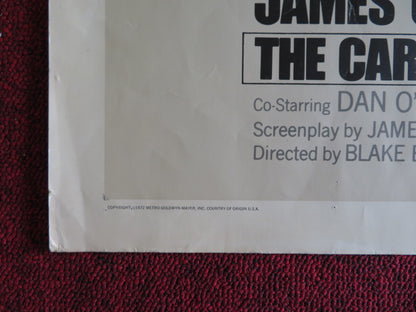 JAMES
THE CAR
Co-Starring DAN O'
Screenplay by JAME
Directed by BLAKE E
COPYRIGHT © 1972 METRO-GOLDWYN-MAYER, INC. COUNTRY OF ORIGIN U.S.A.